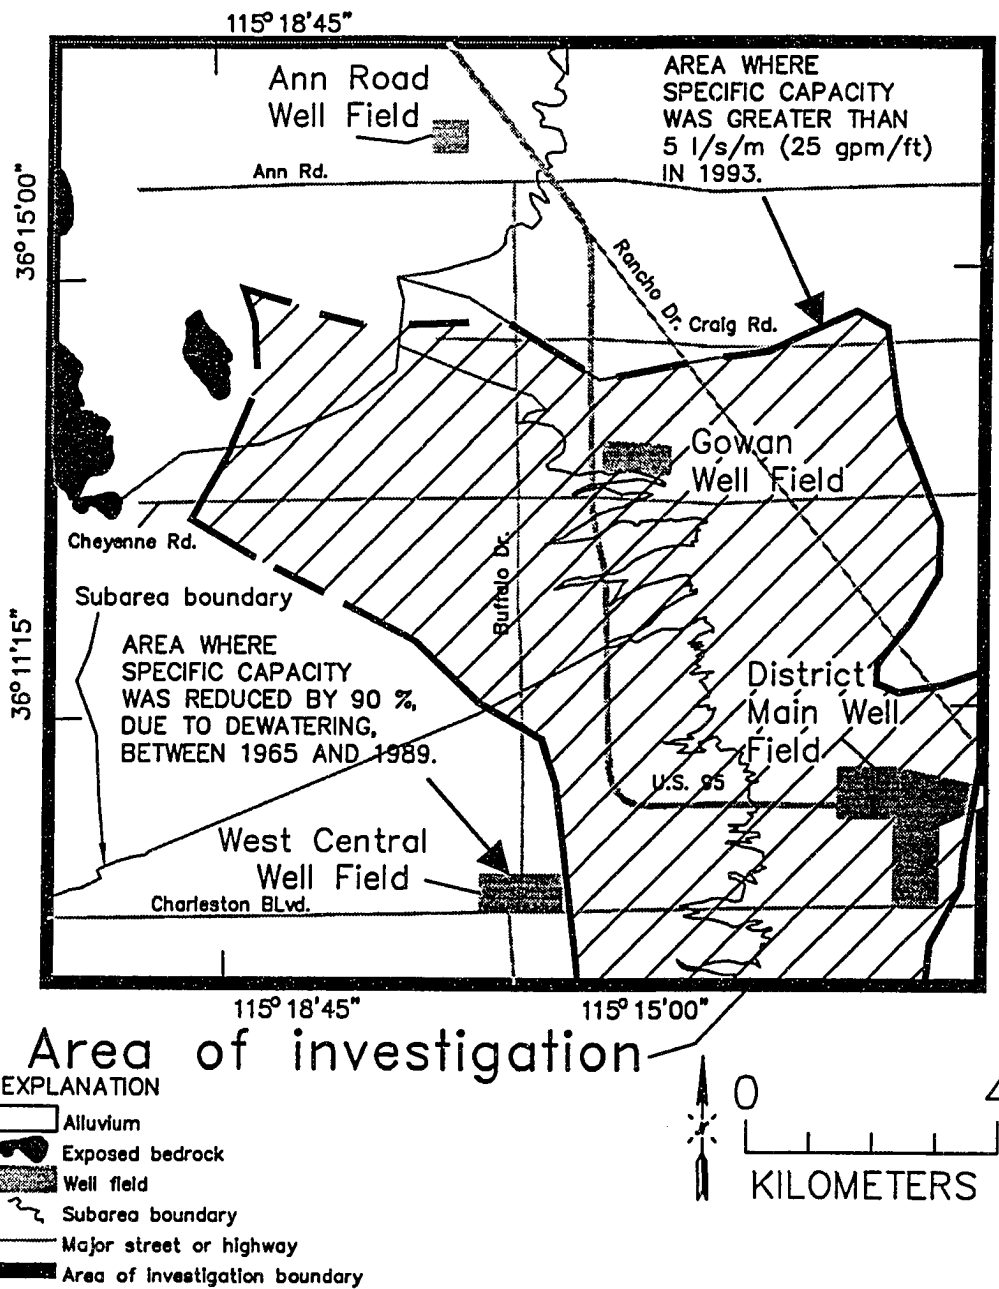 115° 18'45"
Ann Road
Well Field
AREA WHERE
SPECIFIC CAPACITY
WAS GREATER THAN
5 l/s/m (25 gpm/ft)
IN 1993.
Ann Rd.
36°15'00"
Rancho Dr.
Craig Rd.
Gowan
Well Field
Cheyenne Rd.
Buffalo Dr.
Subarea boundary
36°11'15"
AREA WHERE
SPECIFIC CAPACITY
WAS REDUCED BY 90 %,
DUE TO DEWATERING,
BETWEEN 1965 AND 1989.
District
Main Well
Field
U.S. 95
West Central
Well Field
Charleston BLvd.
115° 18'45"
115° 15'00"
Area of investigation
EXPLANATION
Alluvium
Exposed bedrock
Well field
Subarea boundary
Major street or highway
Area of investigation boundary
0 4
KILOMETERS